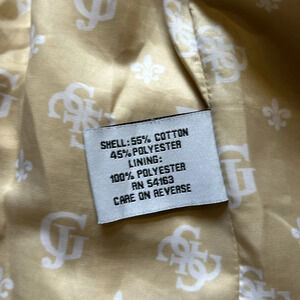 SHELL: 55% COTTON
45% POLYESTER
LINING:
100% POLYESTER
RN 54163
CARE ON REVERSE